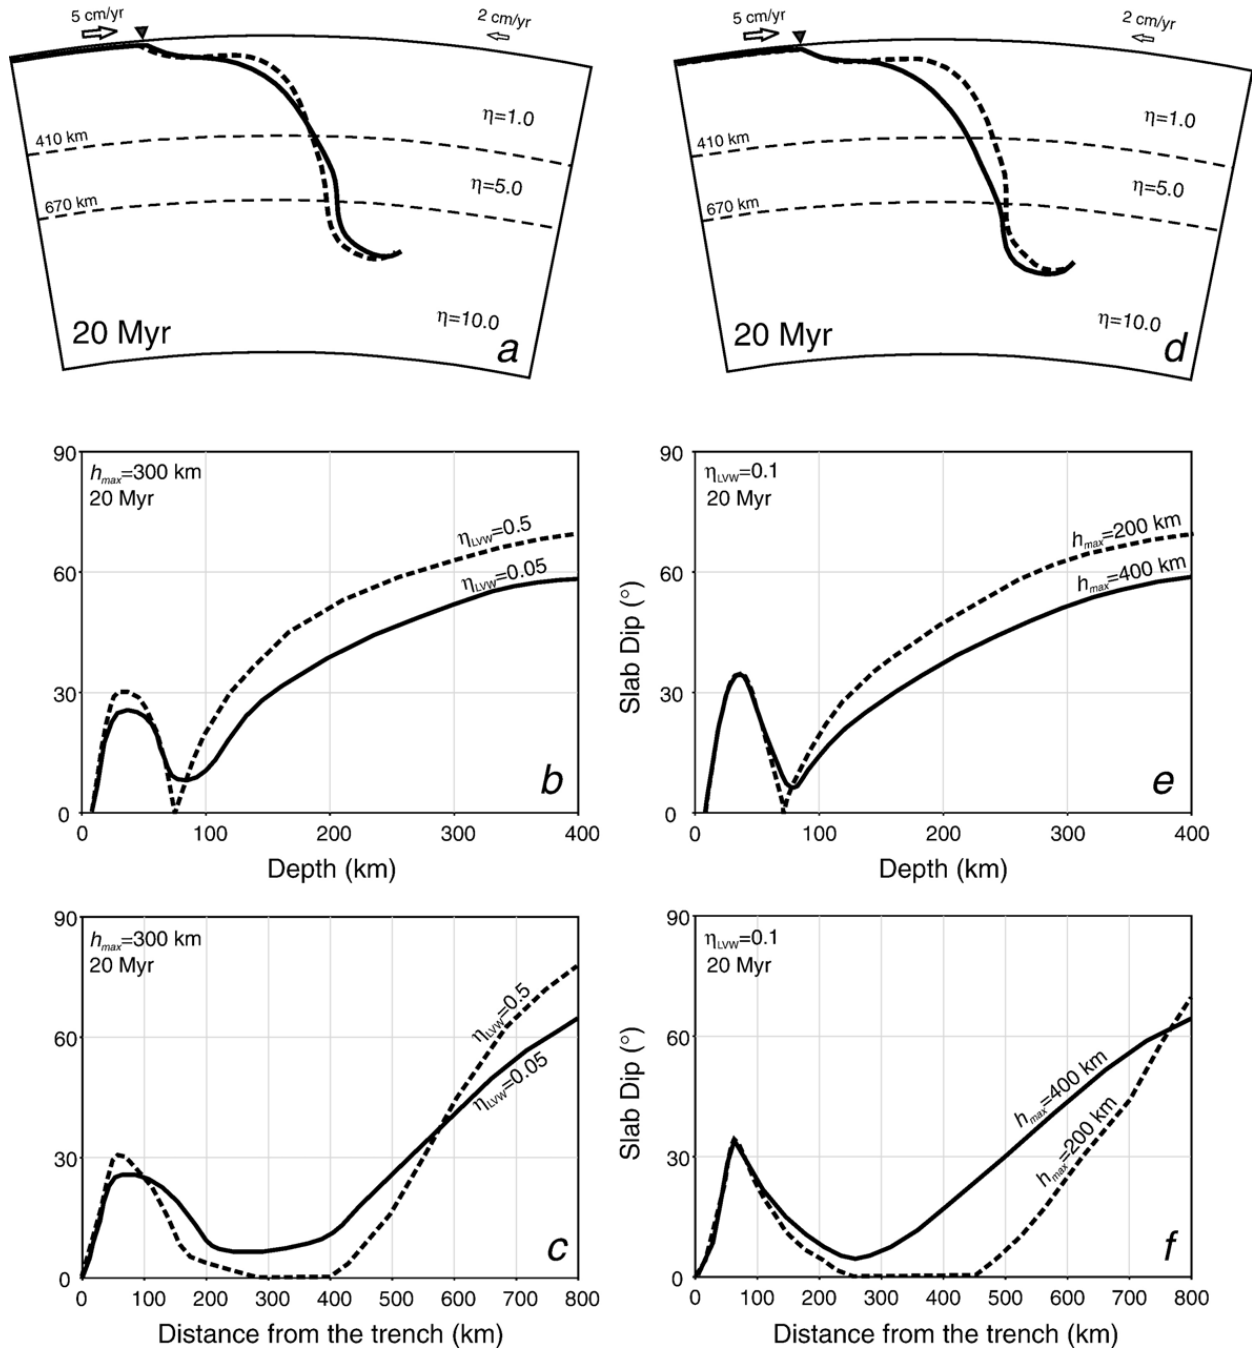 5 cm/yr
2 cm/yr
410 km
670 km
η=1.0
η=5.0
η=10.0
20 Myr
a
5 cm/yr
2 cm/yr
410 km
670 km
η=1.0
η=5.0
η=10.0
20 Myr
d
90
60
30
0
hmax=300 km
20 Myr
ηLVW=0.5
ηLVW=0.05
b
0 100 200 300 400
Depth (km)
Slab Dip (°)
90
60
30
0
ηLVW=0.1
20 Myr
hmax=200 km
hmax=400 km
e
0 100 200 300 400
Depth (km)
90
60
30
0
hmax=300 km
20 Myr
ηLVW=0.5
ηLVW=0.05
c
0 100 200 300 400 500 600 700 800
Distance from the trench (km)
Slab Dip (°)
90
60
30
0
ηLVW=0.1
20 Myr
hmax=400 km
hmax=200 km
f
0 100 200 300 400 500 600 700 800
Distance from the trench (km)